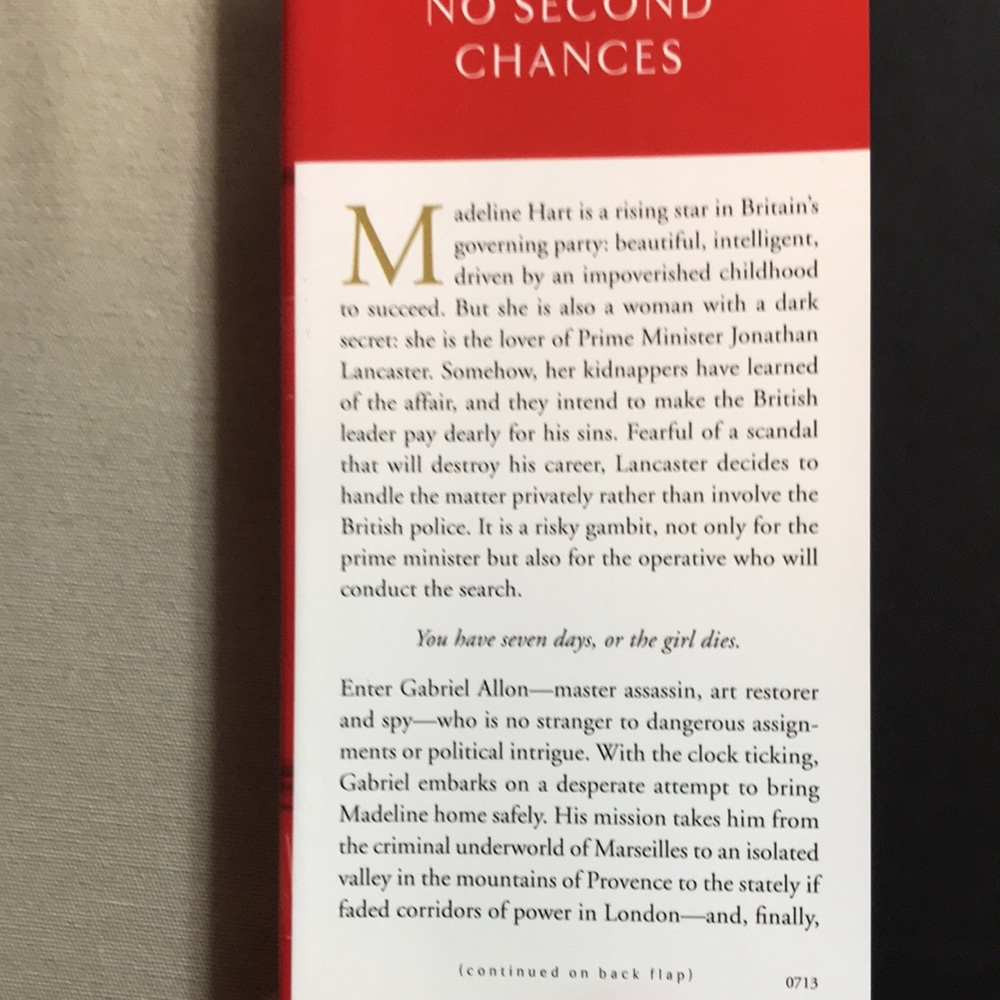 NO SECOND
CHANCES
Madeline Hart is a rising star in Britain's
governing party: beautiful, intelligent,
driven by an impoverished childhood
to succeed. But she is also a woman with a dark
secret: she is the lover of Prime Minister Jonathan
Lancaster. Somehow, her kidnappers have learned
of the affair, and they intend to make the British
leader pay dearly for his sins. Fearful of a scandal
that will destroy his career, Lancaster decides to
handle the matter privately rather than involve the
British police. It is a risky gambit, not only for the
prime minister but also for the operative who will
conduct the search.
You have seven days, or the girl dies.
Enter Gabriel Allon—master assassin, art restorer
and spy—who is no stranger to dangerous assign-
ments or political intrigue. With the clock ticking,
Gabriel embarks on a desperate attempt to bring
Madeline home safely. His mission takes him from
the criminal underworld of Marseilles to an isolated
valley in the mountains of Provence to the stately if
faded corridors of power in London—and, finally,
(continued on back flap)
0713